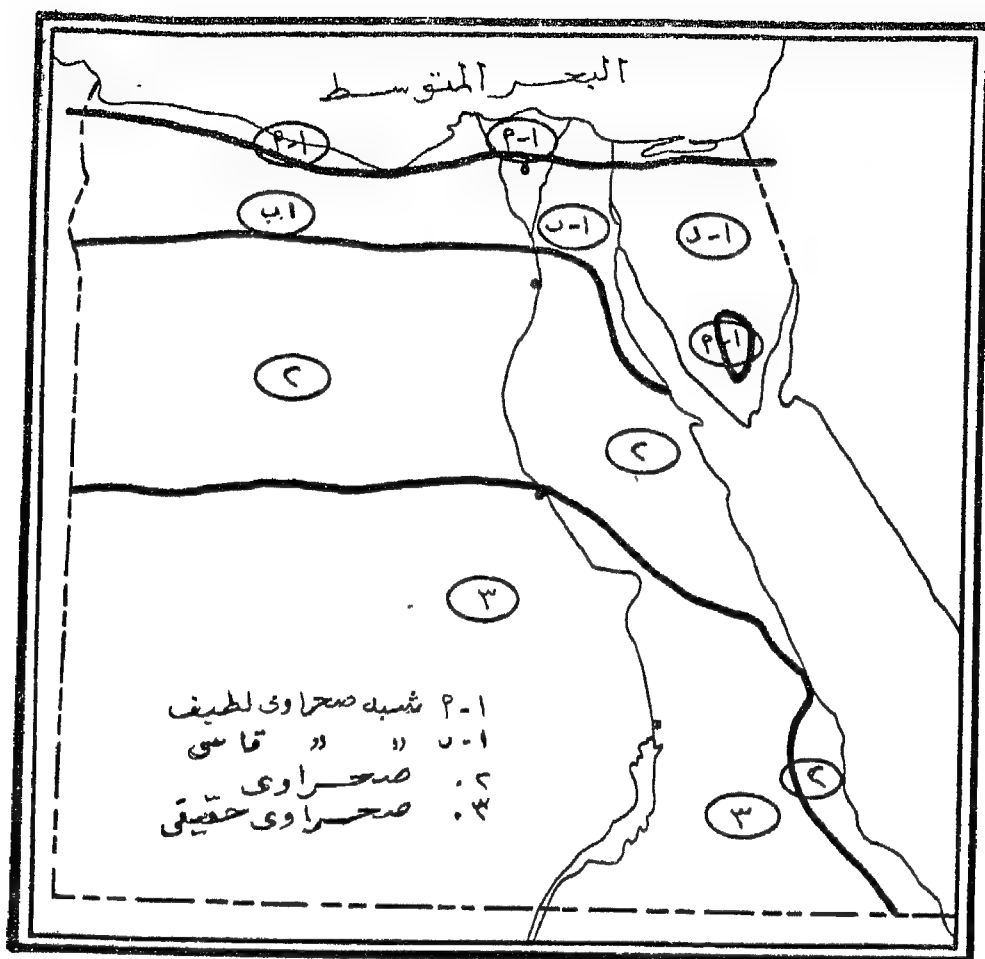 البحر المتوسط
١-م
١-م
١.ب
١-ب
١-ب
١-م
٢
٢
٣
٢
٣
١-م شبه صحراوى لطيف
١-ب " " قاسى
٢. صحراوى
٣. صحراوى حقيقى